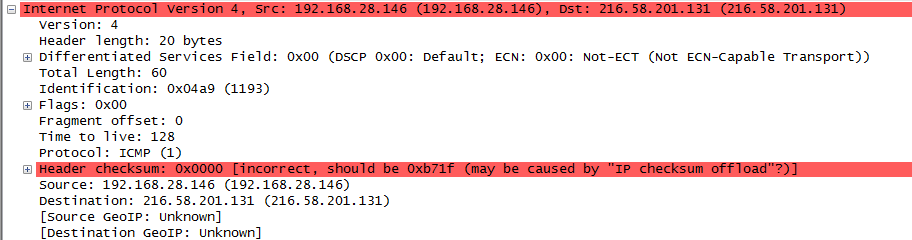 Internet Protocol Version 4, Src: 192.168.28.146 (192.168.28.146), Dst: 216.58.201.131 (216.58.201.131)
Version: 4
Header length: 20 bytes
Differentiated Services Field: 0x00 (DSCP 0x00: Default; ECN: 0x00: Not-ECT (Not ECN-Capable Transport))
Total Length: 60
Identification: 0x04a9 (1193)
Flags: 0x00
Fragment offset: 0
Time to live: 128
Protocol: ICMP (1)
Header checksum: 0x0000 [incorrect, should be 0xb71f (may be caused by "IP checksum offload"?)]
Source: 192.168.28.146 (192.168.28.146)
Destination: 216.58.201.131 (216.58.201.131)
[Source GeoIP: Unknown]
[Destination GeoIP: Unknown]